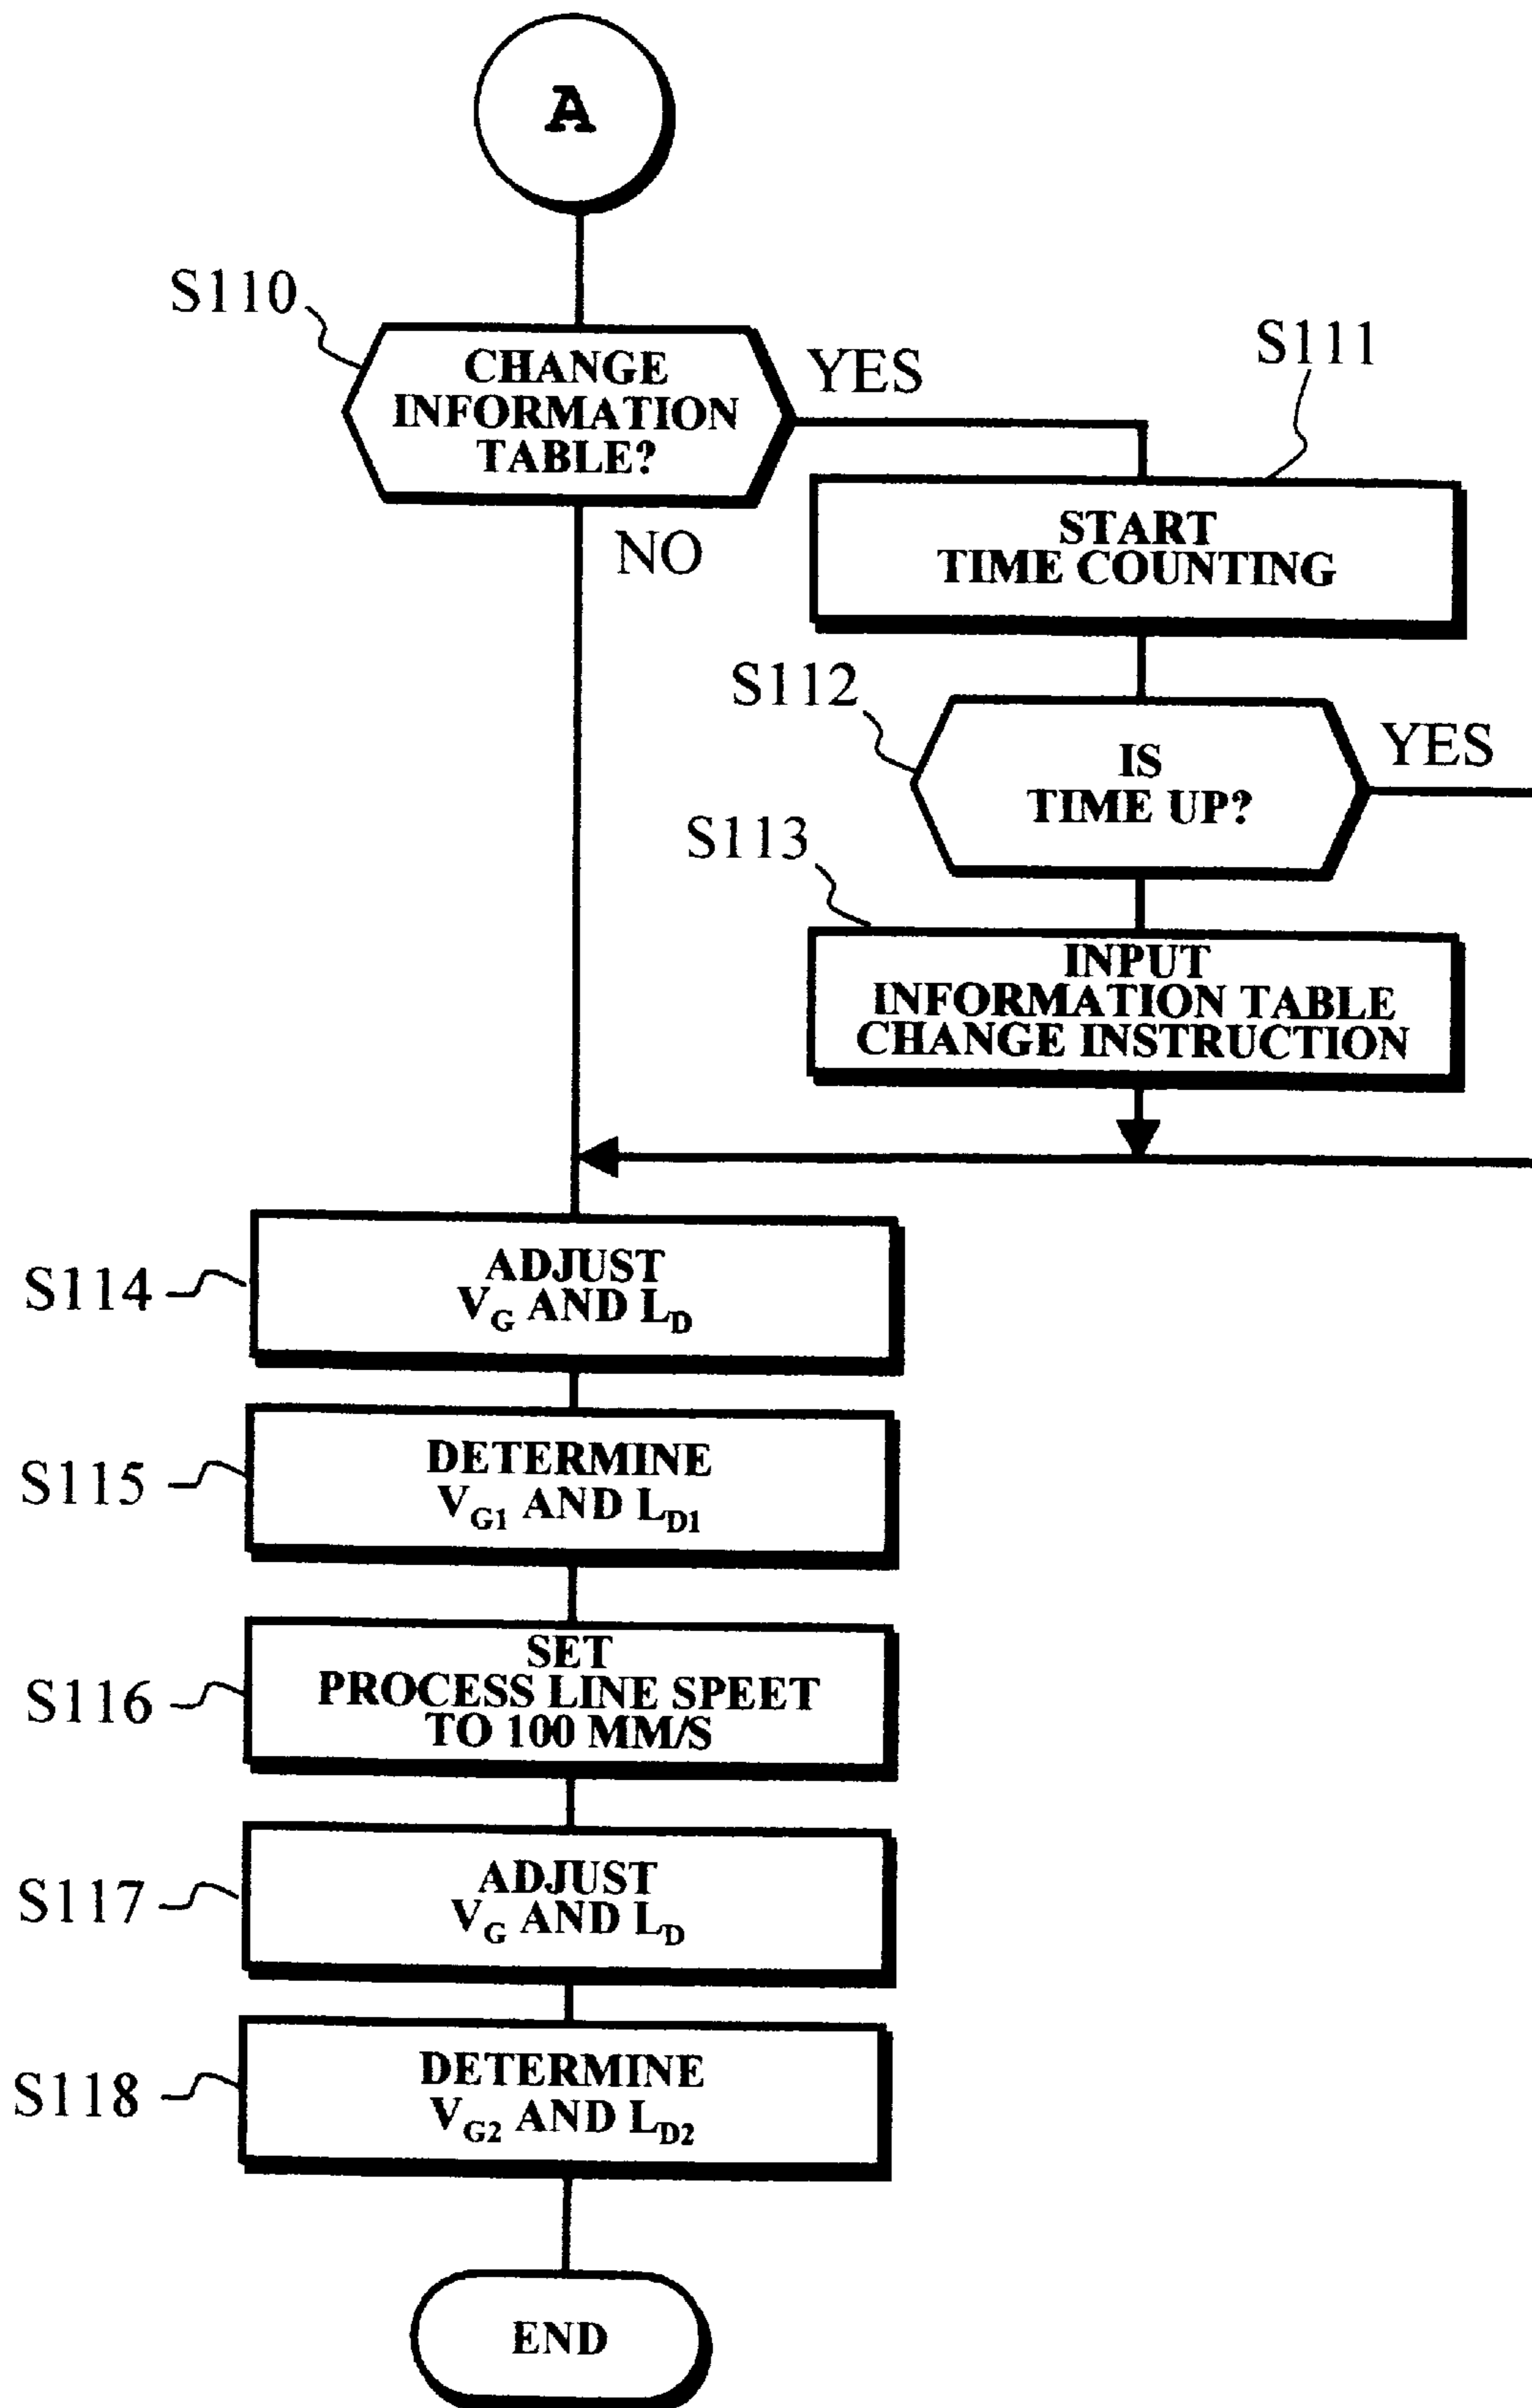 A
S110
CHANGE
INFORMATION
TABLE?
YES
NO
S111
START
TIME COUNTING
S112
IS
TIME UP?
YES
S113
INPUT
INFORMATION TABLE
CHANGE INSTRUCTION
S114
ADJUST
VG AND LD
S115
DETERMINE
VG1 AND LD1
S116
SET
PROCESS LINE SPEET
TO 100 MM/S
S117
ADJUST
VG AND LD
S118
DETERMINE
VG2 AND LD2
END